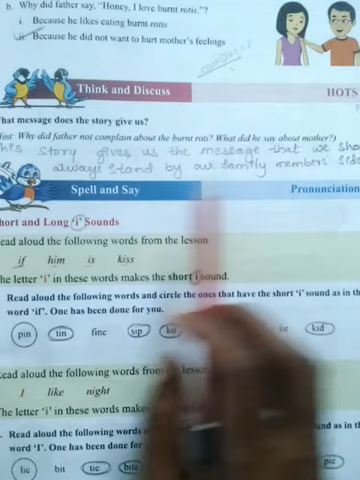 b. Why did father say, "Honey, I love burnt rotis."?
i. Because he likes eating burnt rotis
ii. Because he did not want to hurt mother's feelings
Think and Discuss
HOTS
hat message does the story give us?
int: Why did father not complain about the burnt roti? What did he say about mother?)
his story gives us the message that we sho
always stand by our family members side
Spell and Say
Pronunciation
hort and Long 'i' Sounds
ead aloud the following words from the lesson
if him is kiss
he letter 'i' in these words makes the short i sound.
Read aloud the following words and circle the ones that have the short 'i' sound as in the
word 'if'. One has been done for you.
pin tin fine sip kit lie kid
ead aloud the following words from lesson
I like night
he letter 'i' in these words make
. Read aloud the following words and as in th
word 'I'. One has been done for
lie bit tie bite pie